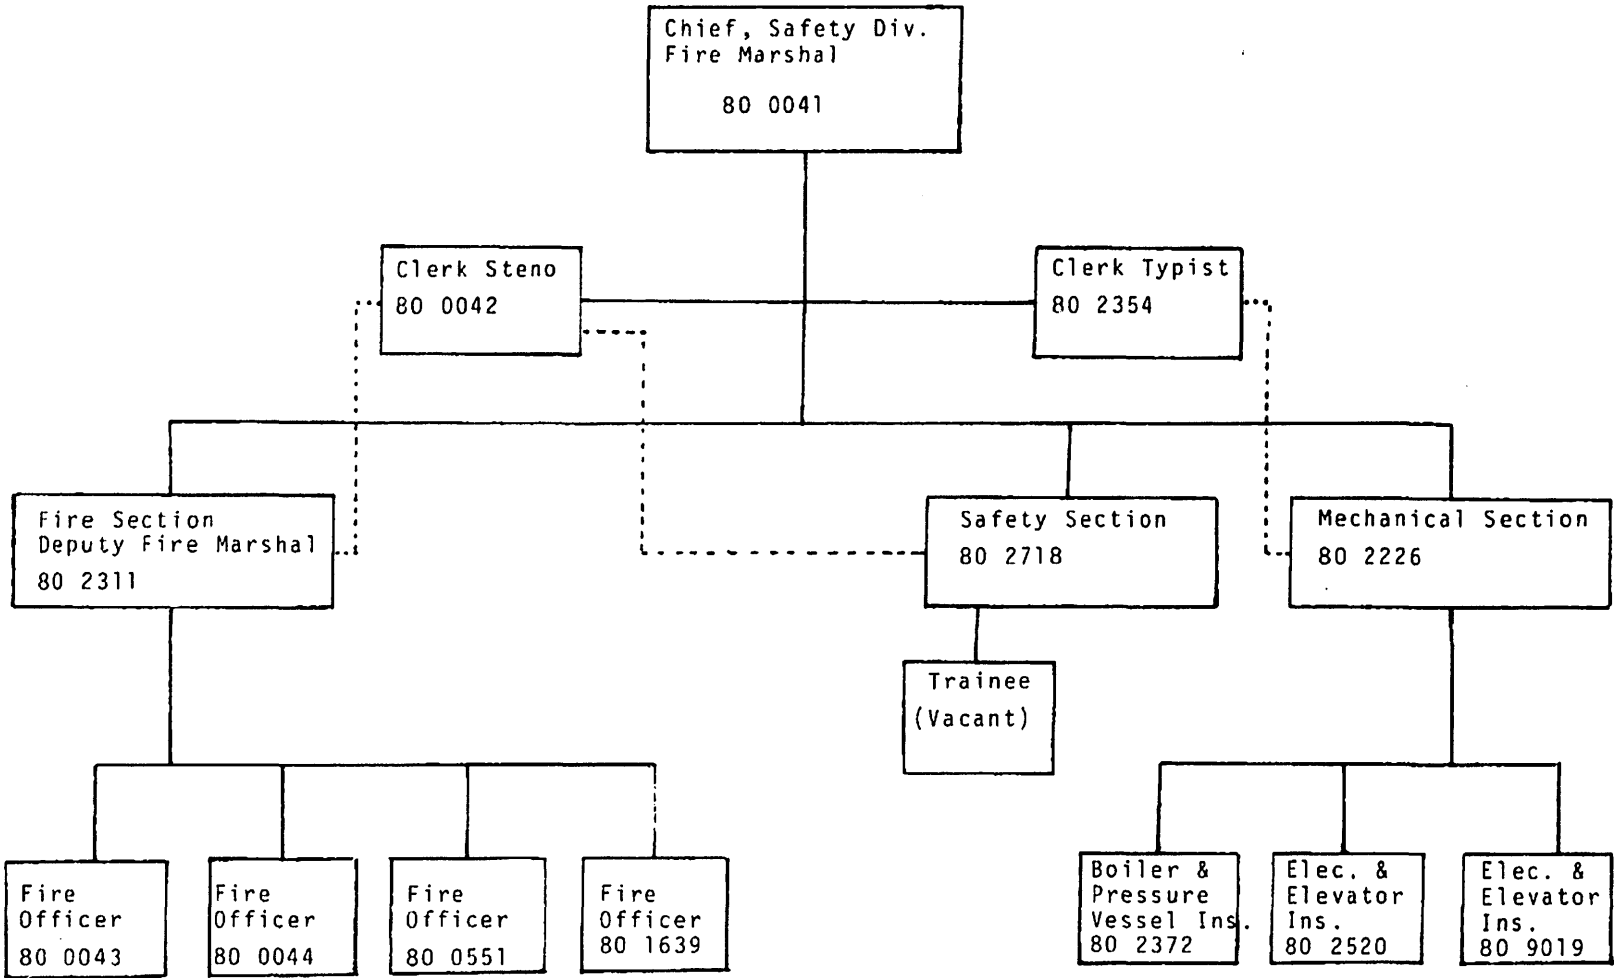 Chief, Safety Div.
Fire Marshal
80 0041
Clerk Steno
80 0042
Clerk Typist
80 2354
Fire Section
Deputy Fire Marshal
80 2311
Safety Section
80 2718
Mechanical Section
80 2226
Trainee
(Vacant)
Fire
Officer
80 0043
Fire
Officer
80 0044
Fire
Officer
80 0551
Fire
Officer
80 1639
Boiler &
Pressure
Vessel Ins.
80 2372
Elec. &
Elevator
Ins.
80 2520
Elec. &
Elevator
Ins.
80 9019